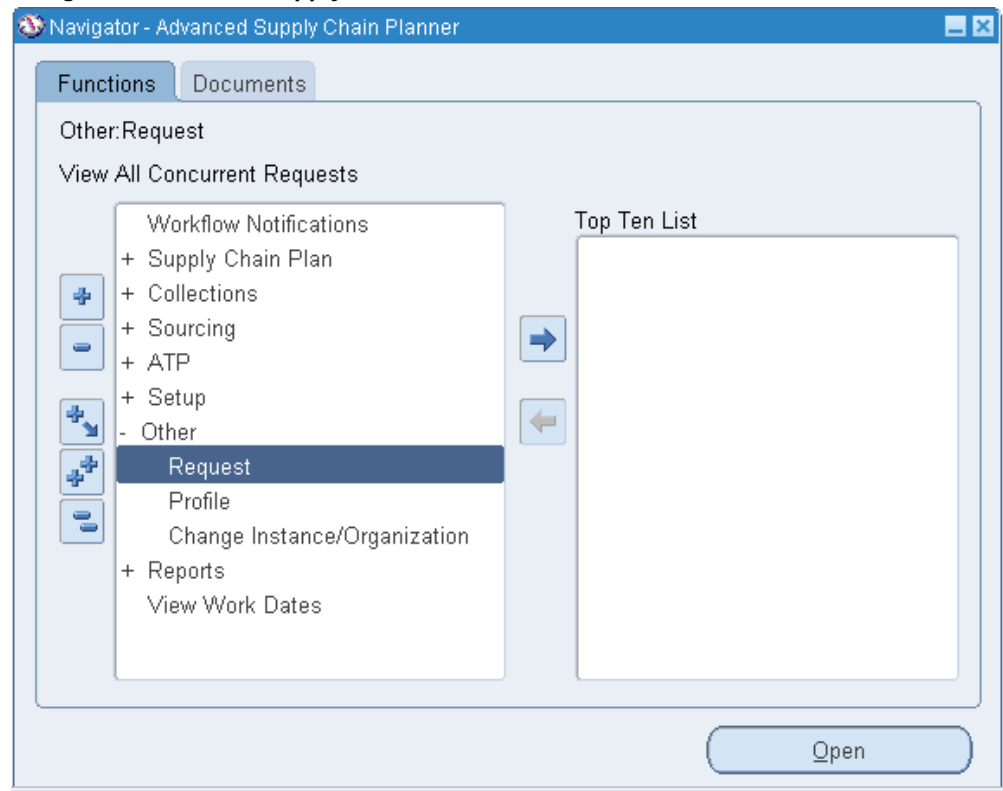 Navigator - Advanced Supply Chain Planner
Functions
Documents
Other:Request
View All Concurrent Requests
Top Ten List
Workflow Notifications
+ Supply Chain Plan
+ Collections
+ Sourcing
+ ATP
+ Setup
- Other
Request
Profile
Change Instance/Organization
+ Reports
View Work Dates
Open